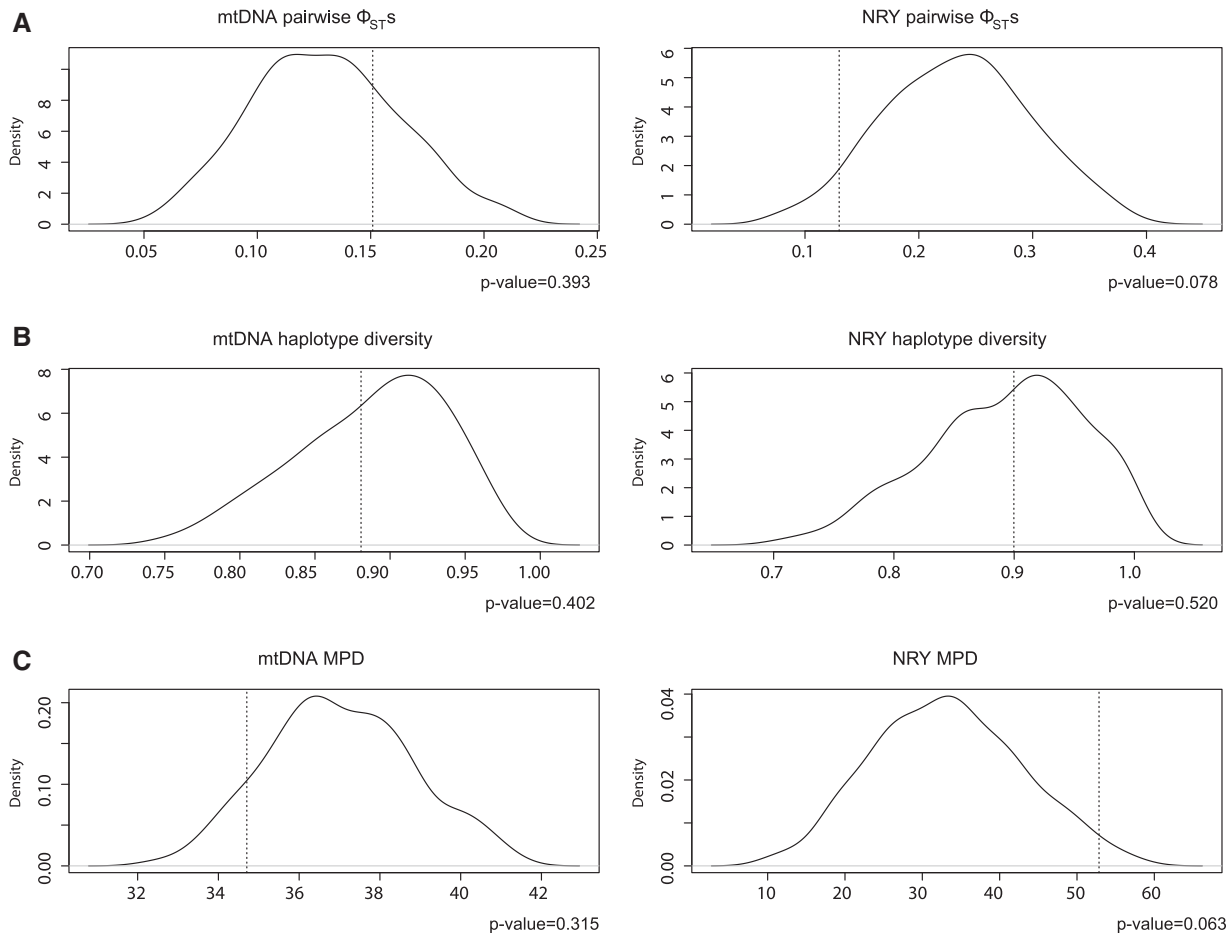 A
mtDNA pairwise ΦSTs
NRY pairwise ΦSTs
Density
0 2 4 6 8
0.05 0.10 0.15 0.20 0.25
p-value=0.393
Density
0 1 2 3 4 5 6
0.1 0.2 0.3 0.4
p-value=0.078
B
mtDNA haplotype diversity
NRY haplotype diversity
Density
0 2 4 6 8
0.70 0.75 0.80 0.85 0.90 0.95 1.00
p-value=0.402
Density
0 1 2 3 4 5 6
0.7 0.8 0.9 1.0
p-value=0.520
C
mtDNA MPD
NRY MPD
Density
0.00 0.10 0.20
32 34 36 38 40 42
p-value=0.315
Density
0.00 0.02 0.04
10 20 30 40 50 60
p-value=0.063